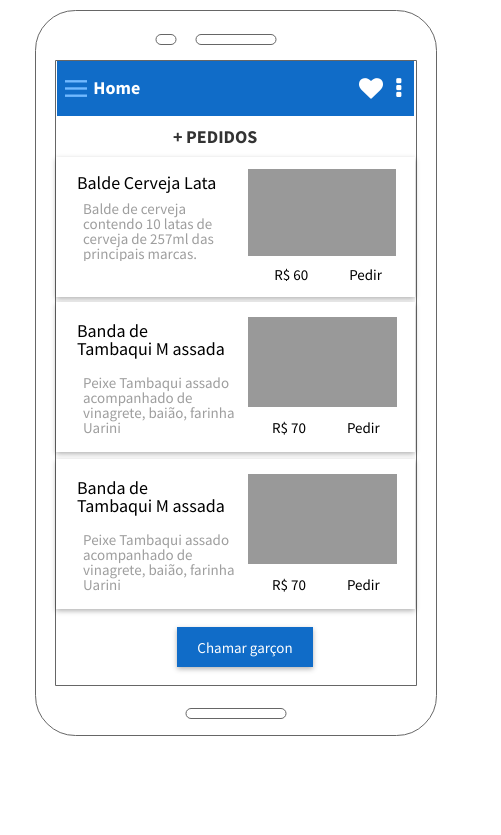 Home
+ PEDIDOS
Balde Cerveja Lata
Balde de cerveja
contendo 10 latas de
cerveja de 257ml das
principais marcas.
R$ 60
Pedir
Banda de
Tambaqui M assada
Peixe Tambaqui assado
acompanhado de
vinagrete, baião, farinha
Uarini
R$ 70
Pedir
Banda de
Tambaqui M assada
Peixe Tambaqui assado
acompanhado de
vinagrete, baião, farinha
Uarini
R$ 70
Pedir
Chamar garçon